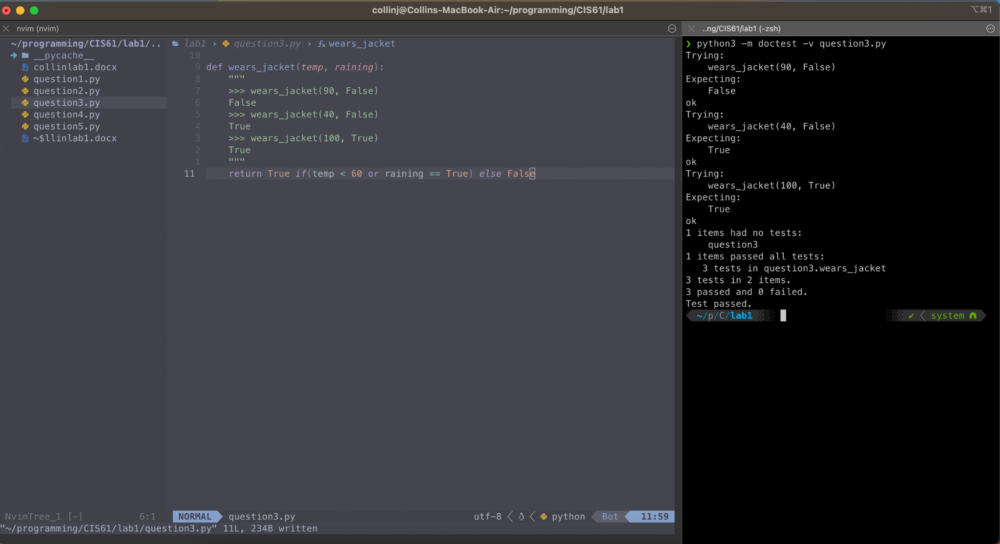 collinj@Collins-MacBook-Air:~/programming/CIS61/lab1
⌥⌘1
nvim (nvim)
~/programming/CIS61/lab1/..
__pycache__
collinlab1.docx
question1.py
question2.py
question3.py
question4.py
question5.py
~$llinlab1.docx
NvimTree_1 [-] 6:1
lab1 › question3.py › fx wears_jacket
10
9 def wears_jacket(temp, raining):
8 """
7 >>> wears_jacket(90, False)
6 False
5 >>> wears_jacket(40, False)
4 True
3 >>> wears_jacket(100, True)
2 True
1 """
11 return True if(temp < 60 or raining == True) else False
NORMAL question3.py utf-8 python Bot 11:59
"~/programming/CIS61/lab1/question3.py" 11L, 234B written
..ng/CIS61/lab1 (-zsh)
❯ python3 -m doctest -v question3.py
Trying:
wears_jacket(90, False)
Expecting:
False
ok
Trying:
wears_jacket(40, False)
Expecting:
True
ok
Trying:
wears_jacket(100, True)
Expecting:
True
ok
1 items had no tests:
question3
1 items passed all tests:
3 tests in question3.wears_jacket
3 tests in 2 items.
3 passed and 0 failed.
Test passed.
~/p/C/lab1 ✔ system